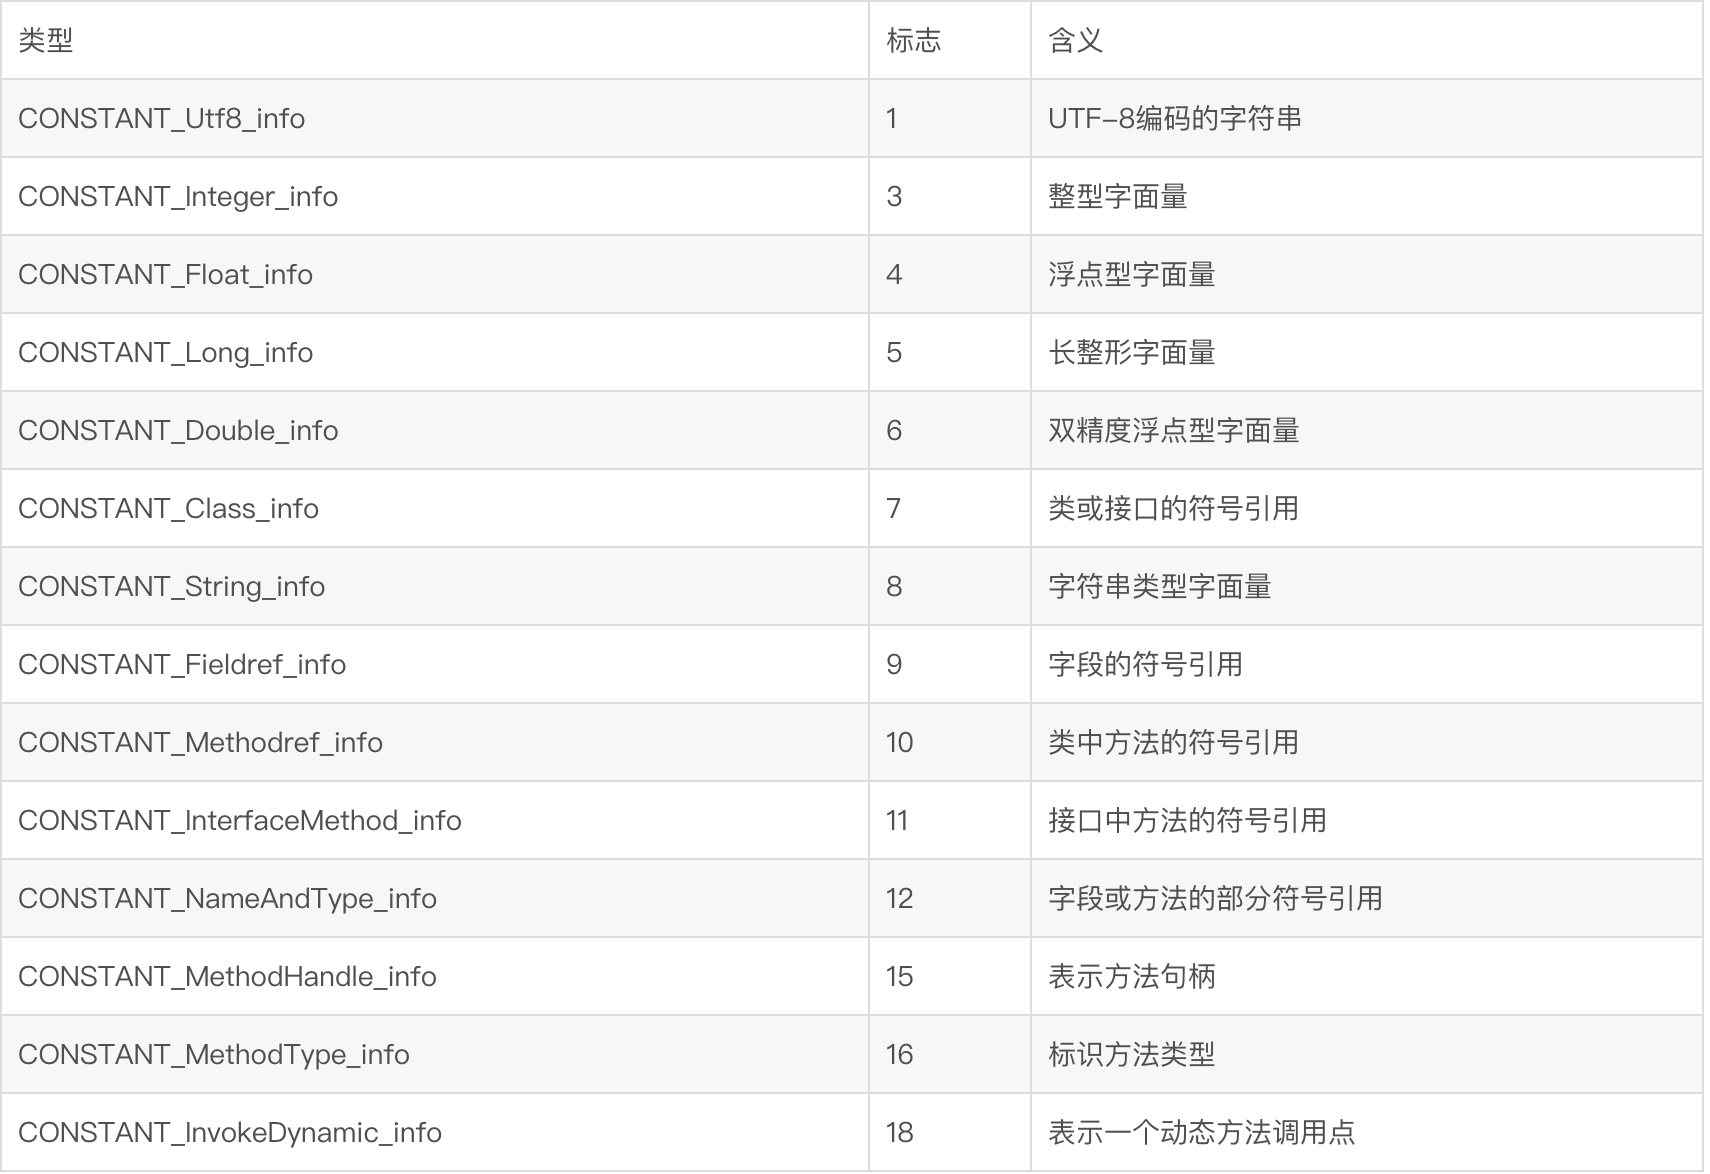 类型 标志 含义
CONSTANT_Utf8_info 1 UTF-8编码的字符串
CONSTANT_Integer_info 3 整型字面量
CONSTANT_Float_info 4 浮点型字面量
CONSTANT_Long_info 5 长整形字面量
CONSTANT_Double_info 6 双精度浮点型字面量
CONSTANT_Class_info 7 类或接口的符号引用
CONSTANT_String_info 8 字符串类型字面量
CONSTANT_Fieldref_info 9 字段的符号引用
CONSTANT_Methodref_info 10 类中方法的符号引用
CONSTANT_InterfaceMethod_info 11 接口中方法的符号引用
CONSTANT_NameAndType_info 12 字段或方法的部分符号引用
CONSTANT_MethodHandle_info 15 表示方法句柄
CONSTANT_MethodType_info 16 标识方法类型
CONSTANT_InvokeDynamic_info 18 表示一个动态方法调用点